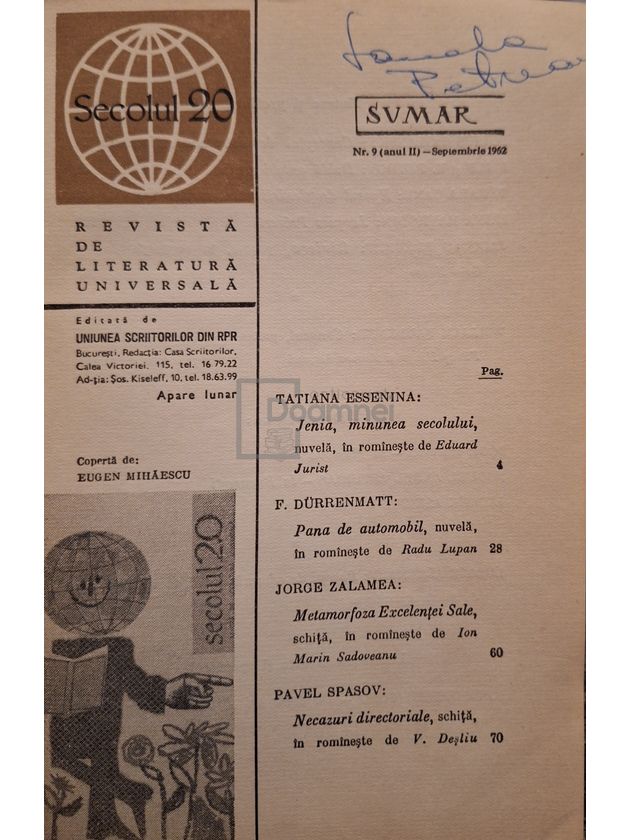 Secolul 20
REVISTĂ
DE
LITERATURĂ
UNIVERSALĂ
Editată de
UNIUNEA SCRIITORILOR DIN RPR
București, Redacția: Casa Scriitorilor,
Calea Victoriei. 115, tel. 16 79.22
Ad-ția: Șos. Kiseleff, 10, tel. 18.63.99
Apare lunar
Copertă de:
EUGEN MIHĂESCU
secolul 20
SVMAR
Nr. 9 (anul II) — Septembrie 1962
Pag.
TATIANA ESSENINA:
Jenia, minunea secolului,
nuvelă, în romînește de Eduard
Jurist 4
F. DÜRRENMATT:
Pana de automobil, nuvelă,
în romînește de Radu Lupan 28
JORGE ZALAMEA:
Metamorfoza Excelenței Sale,
schiță, în romînește de Ion
Marin Sadoveanu 60
PAVEL SPASOV:
Necazuri directoriale, schiță,
în romînește de V. Deșliu 70
Doamnei